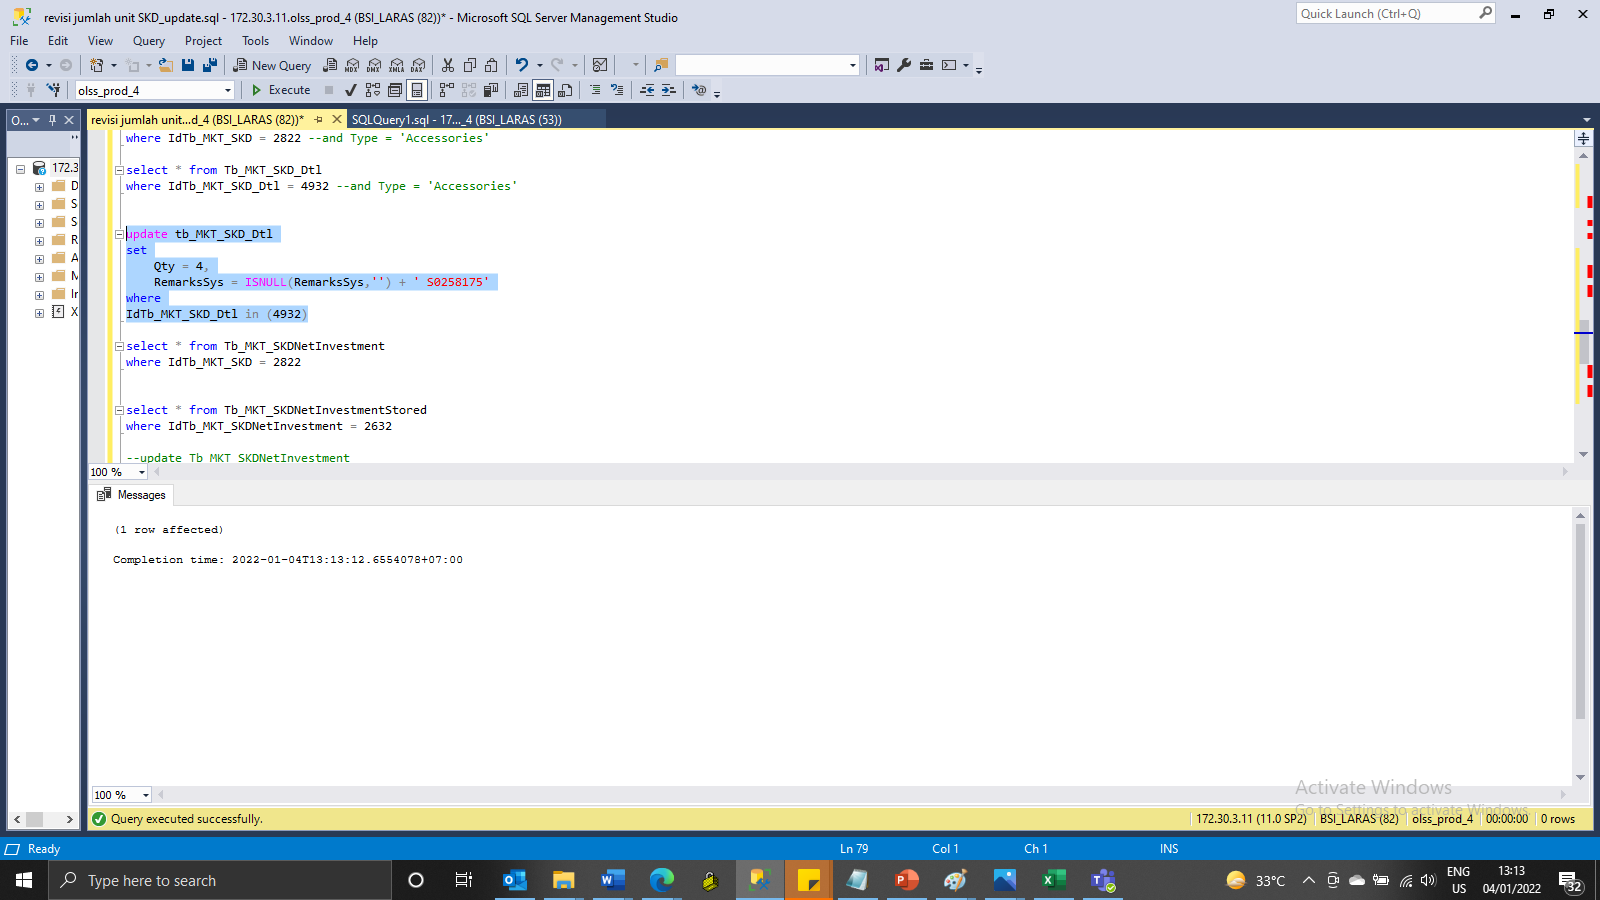 revisi jumlah unit SKD_update.sql - 172.30.3.11.olss_prod_4 (BSI_LARAS (82))* - Microsoft SQL Server Management Studio
Quick Launch (Ctrl+Q)
File Edit View Query Project Tools Window Help
New Query MDX DMX XMLA DAX
olss_prod_4 Execute
O... revisi jumlah unit...d_4 (BSI_LARAS (82))* SQLQuery1.sql - 17..._4 (BSI_LARAS (53))
172.3
D
S
S
R
A
M
In
X
where IdTb_MKT_SKD = 2822 --and Type = 'Accessories'
select * from Tb_MKT_SKD_Dtl
where IdTb_MKT_SKD_Dtl = 4932 --and Type = 'Accessories'
update tb_MKT_SKD_Dtl
set
Qty = 4,
RemarksSys = ISNULL(RemarksSys,'') + ' S0258175'
where
IdTb_MKT_SKD_Dtl in (4932)
select * from Tb_MKT_SKDNetInvestment
where IdTb_MKT_SKD = 2822
select * from Tb_MKT_SKDNetInvestmentStored
where IdTb_MKT_SKDNetInvestment = 2632
--update Tb_MKT_SKDNetInvestment
100 %
Messages
(1 row affected)
Completion time: 2022-01-04T13:13:12.6554078+07:00
100 %
Activate Windows
Go to Settings to activate Windows.
Query executed successfully. 172.30.3.11 (11.0 SP2) BSI_LARAS (82) olss_prod_4 00:00:00 0 rows
Ready Ln 79 Col 1 Ch 1 INS
Type here to search
33°C
ENG
US
13:13
04/01/2022
32